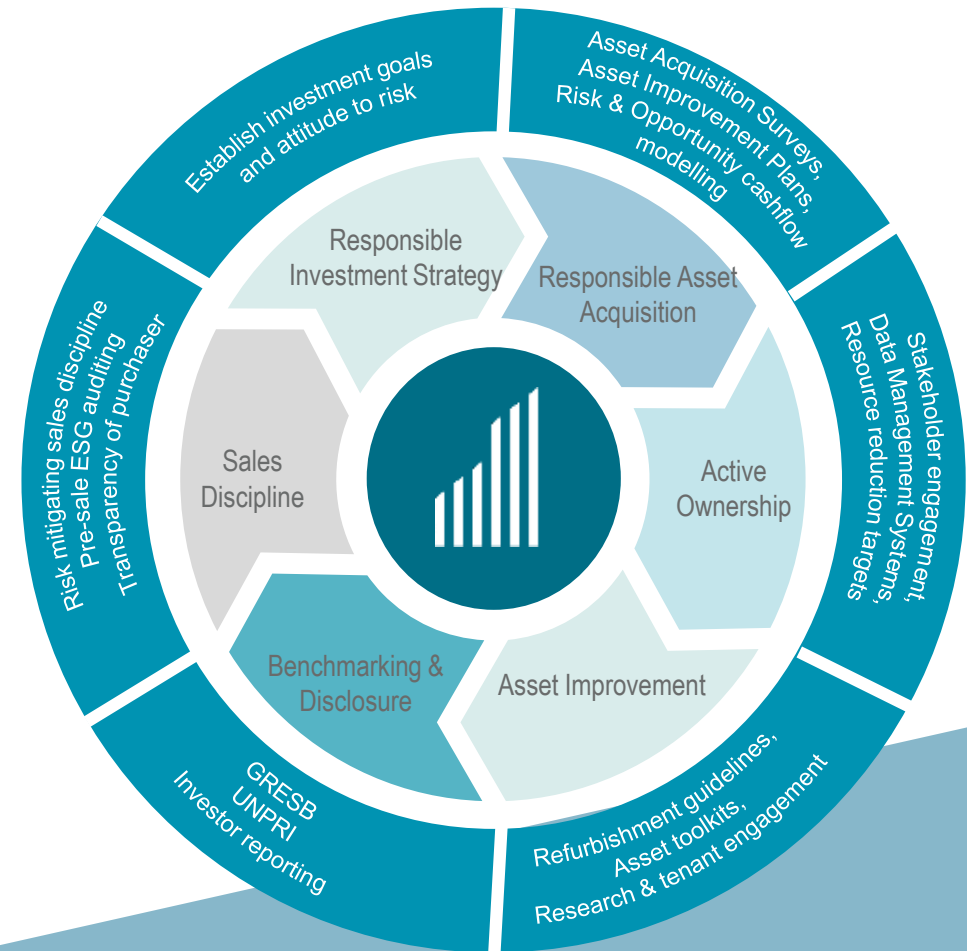 Establish investment goals
and attitude to risk
Asset Acquisition Surveys,
Asset Improvement Plans,
Risk & Opportunity cashflow
modelling
Stakeholder engagement,
Data Management Systems,
Resource reduction targets
Refurbishment guidelines,
Asset toolkits,
Research & tenant engagement
GRESB
UNPRI
Investor reporting
Risk mitigating sales discipline
Pre-sale ESG auditing
Transparency of purchaser
Responsible
Investment Strategy
Responsible Asset
Acquisition
Active
Ownership
Asset Improvement
Benchmarking &
Disclosure
Sales
Discipline